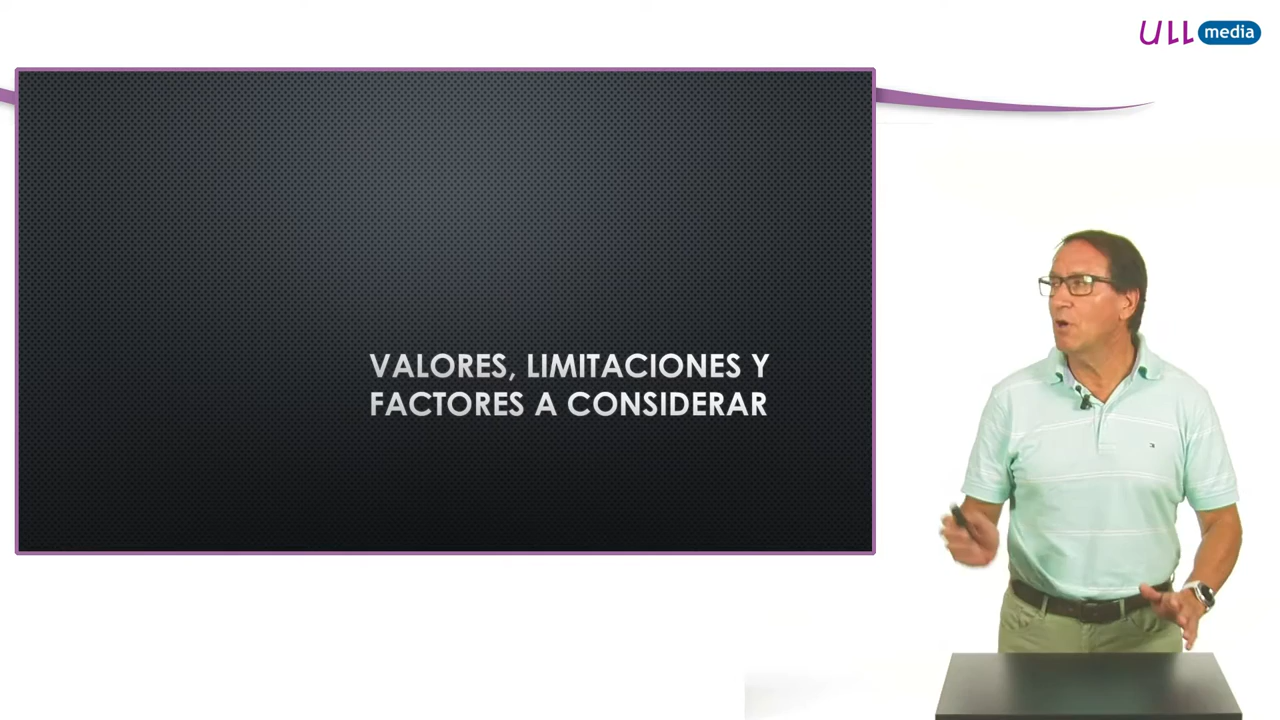 ULL media
VALORES, LIMITACIONES Y
FACTORES A CONSIDERAR